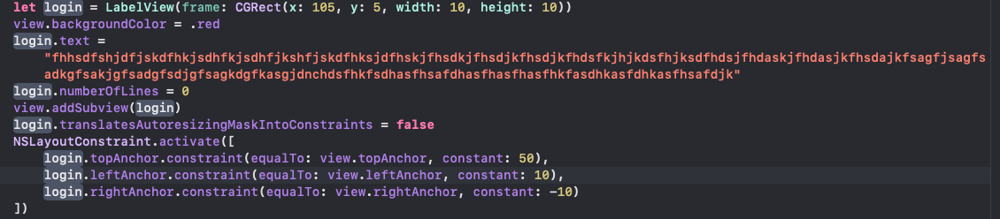 let login = LabelView(frame: CGRect(x: 105, y: 5, width: 10, height: 10))
view.backgroundColor = .red
login.text =
"fhhsdfshjdfjskdfhkjsdhfkjsdhfjkshfjskdfhksjdfhskjfhsdkjfhsdjkfhsdjkfhdsfkjhjkdsfhjksdfhdsjfhdaskjfhdasjkfhsdajkfsagfjsagfs
adkgfsakjgfsadgfsdjgfsagkdgfkasgjdnchdsfhkfsdhasfhsafdhasfhasfhasfhkfasdhkasfdhkasfhsafdjk"
login.numberOfLines = 0
view.addSubview(login)
login.translatesAutoresizingMaskIntoConstraints = false
NSLayoutConstraint.activate([
login.topAnchor.constraint(equalTo: view.topAnchor, constant: 50),
login.leftAnchor.constraint(equalTo: view.leftAnchor, constant: 10),
login.rightAnchor.constraint(equalTo: view.rightAnchor, constant: -10)
])